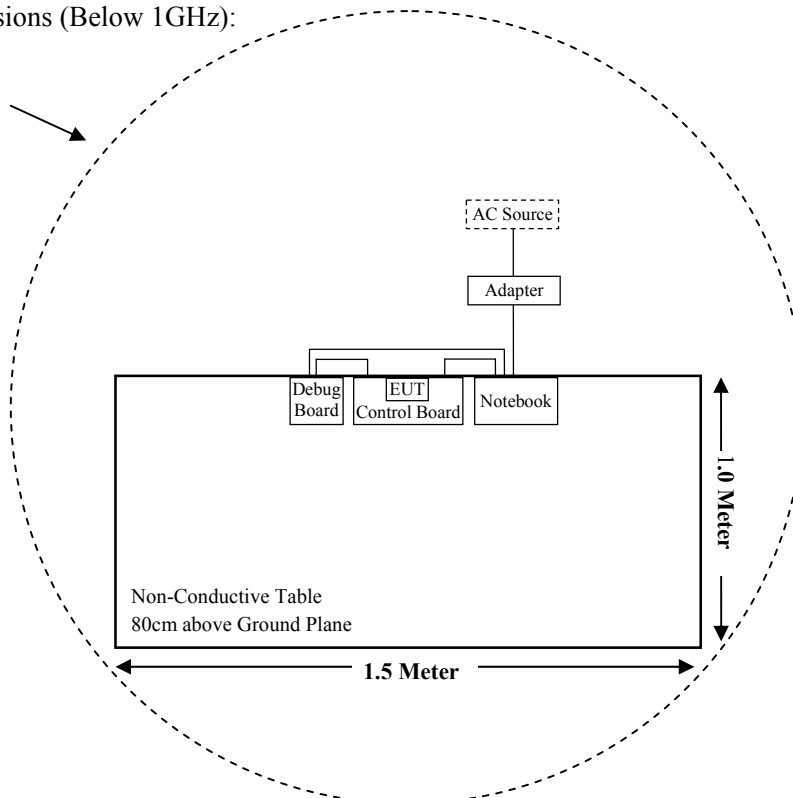 (Below 1GHz):
AC Source
Adapter
Debug
Board
EUT
Control Board
Notebook
1.0 Meter
Non-Conductive Table
80cm above Ground Plane
1.5 Meter